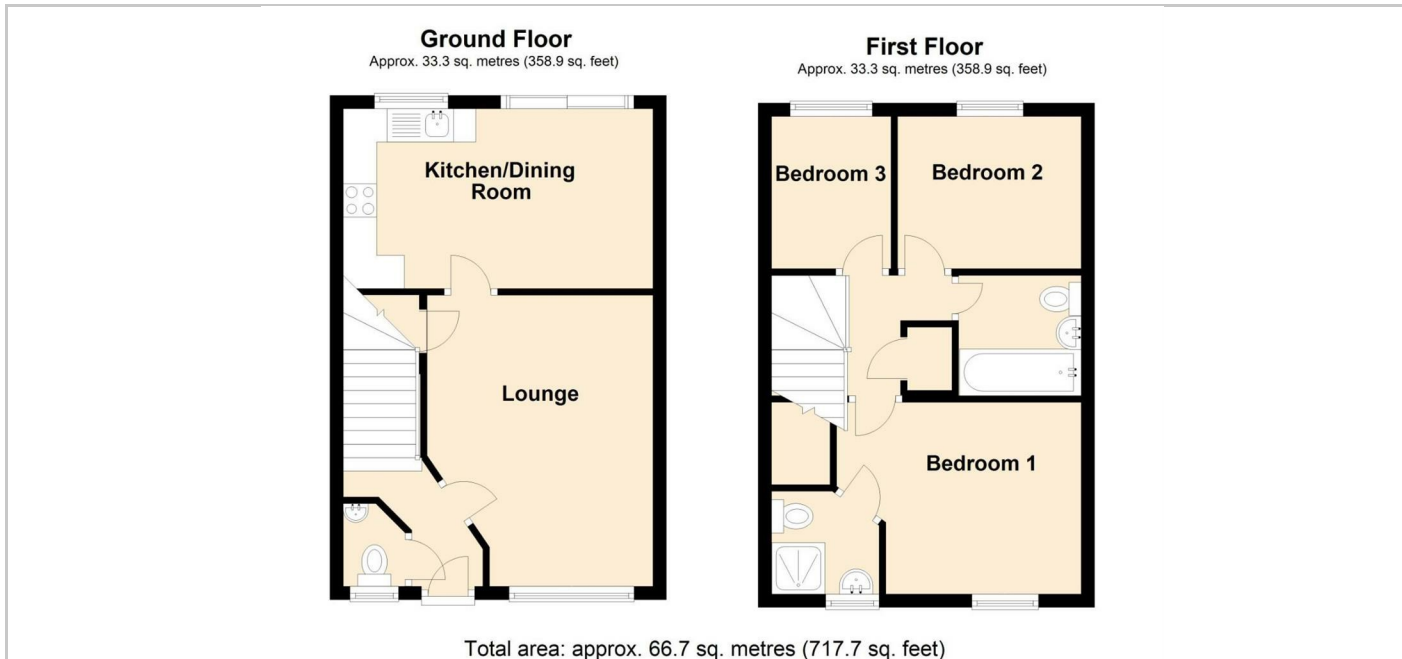 Ground Floor
Approx. 33.3 sq. metres (358.9 sq. feet)
Kitchen/Dining
Room
Lounge
First Floor
Approx. 33.3 sq. metres (358.9 sq. feet)
Bedroom 3
Bedroom 2
Bedroom 1
Total area: approx. 66.7 sq. metres (717.7 sq. feet)